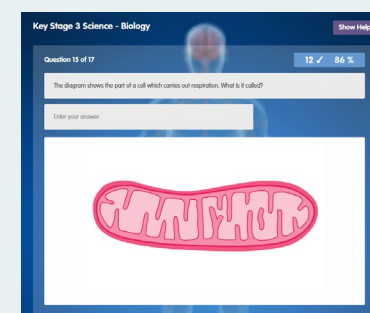 Key Stage 3 Science - Biology
Show Help
Question 15 of 17
12 ✓ 86 %
The diagram shows the part of a cell which carries out respiration. What is it called?
Enter your answer